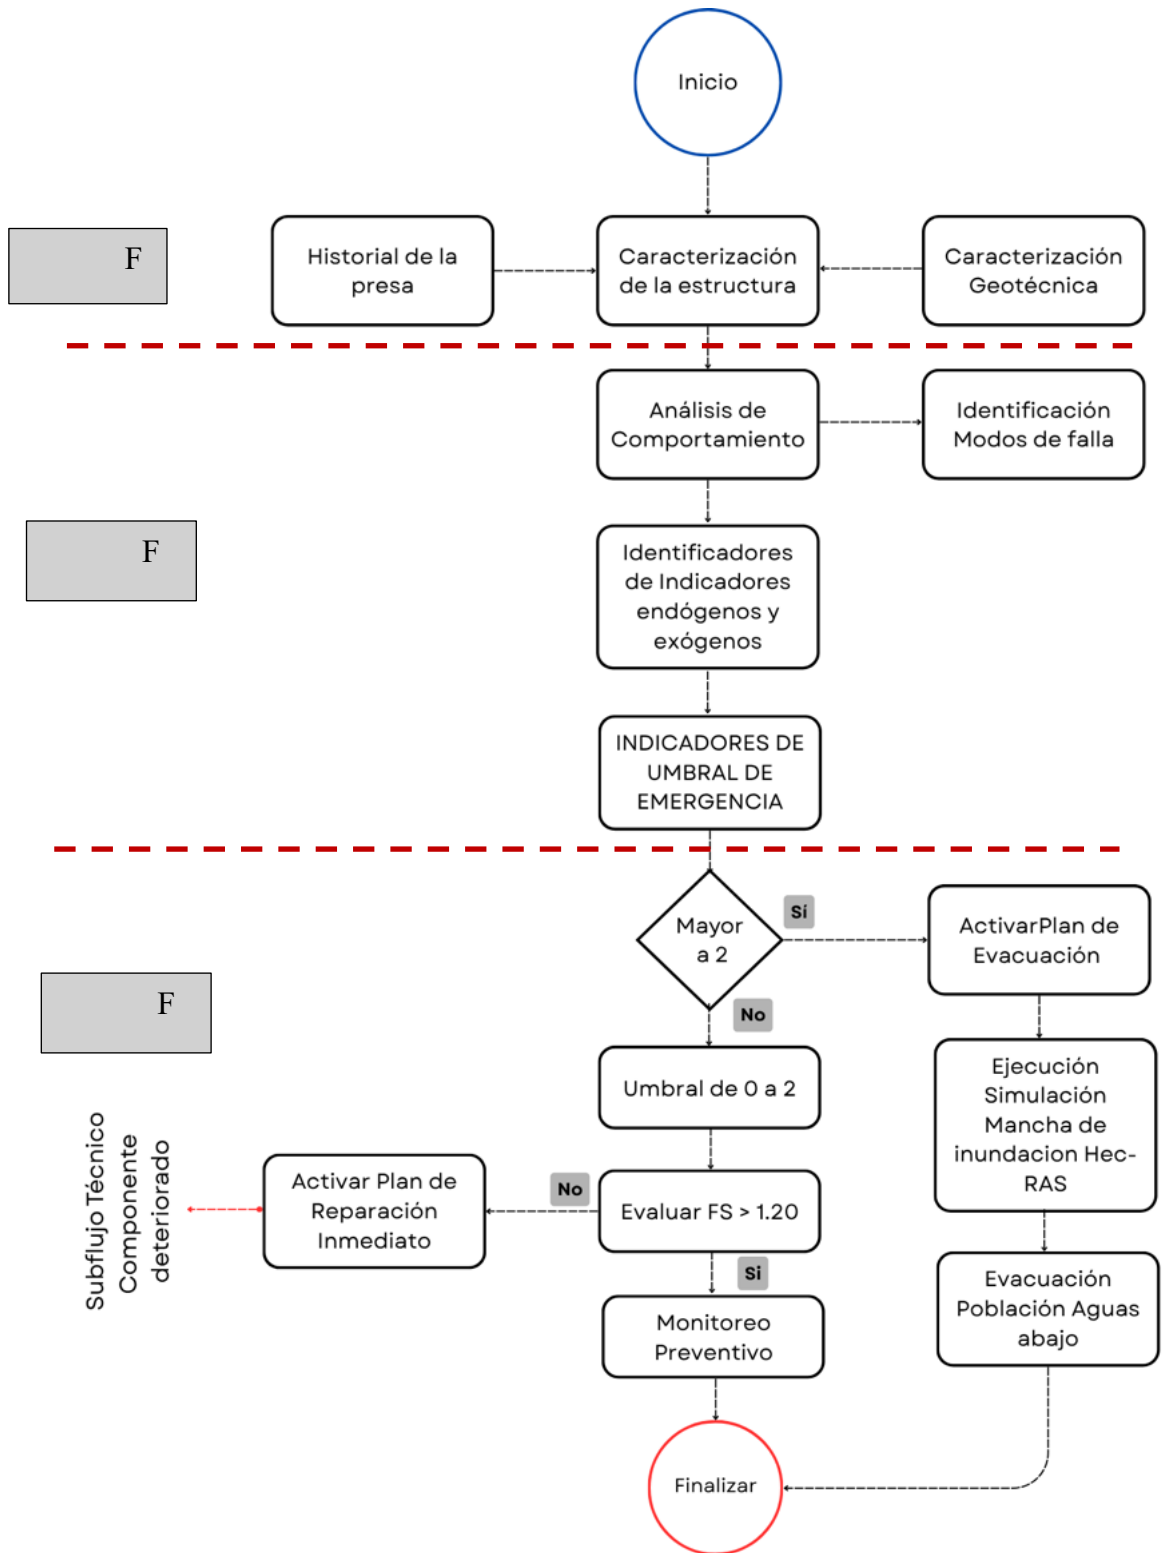 Inicio
F
Historial de la
presa
Caracterización
de la estructura
Caracterización
Geotécnica
Análisis de
Comportamiento
Identificación
Modos de falla
F
Identificadores
de Indicadores
endógenos y
exógenos
INDICADORES DE
UMBRAL DE
EMERGENCIA
Mayor
a 2
Sí
ActivarPlan de
Evacuación
F
No
Umbral de 0 a 2
Ejecución
Simulación
Mancha de
inundacion Hec-
RAS
Subflujo Técnico
Componente
deteriorado
Activar Plan de
Reparación
Inmediato
No
Evaluar FS > 1.20
Si
Monitoreo
Preventivo
Evacuación
Población Aguas
abajo
Finalizar